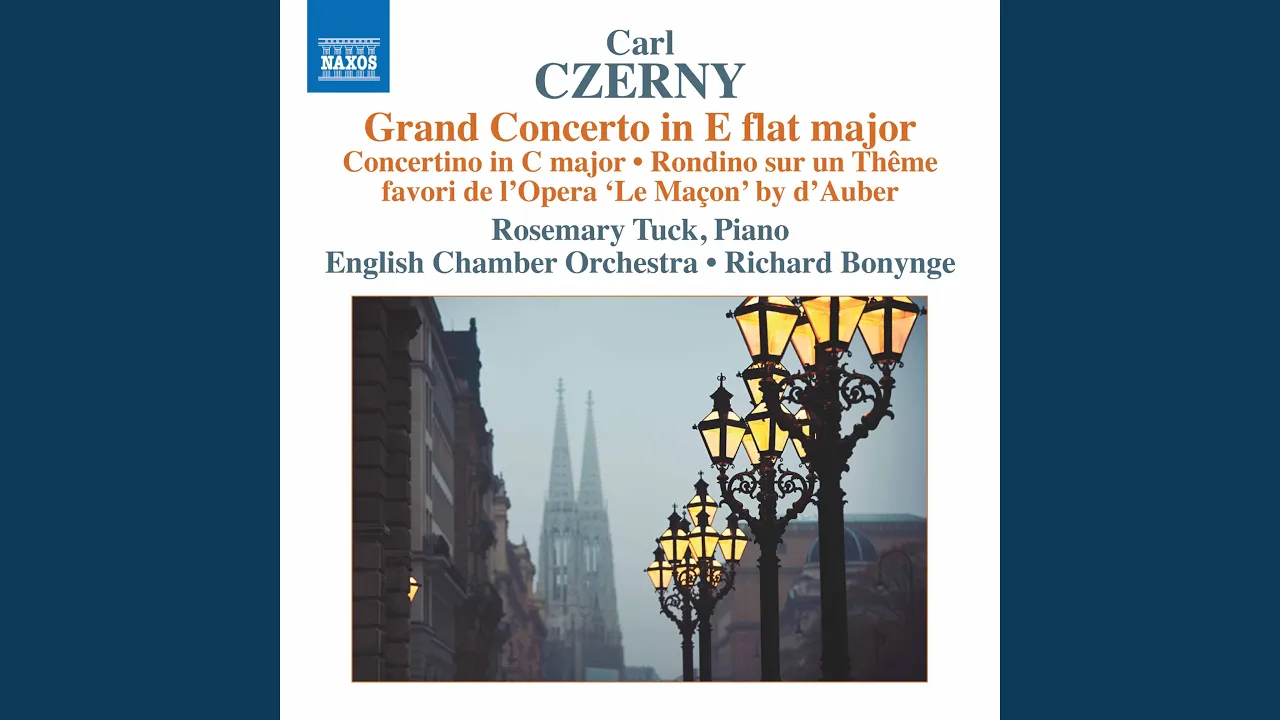 NAXOS
Carl
CZERNY
Grand Concerto in E flat major
Concertino in C major • Rondino sur un Thême
favori de l’Opera ‘Le Maçon’ by d’Auber
Rosemary Tuck, Piano
English Chamber Orchestra • Richard Bonynge